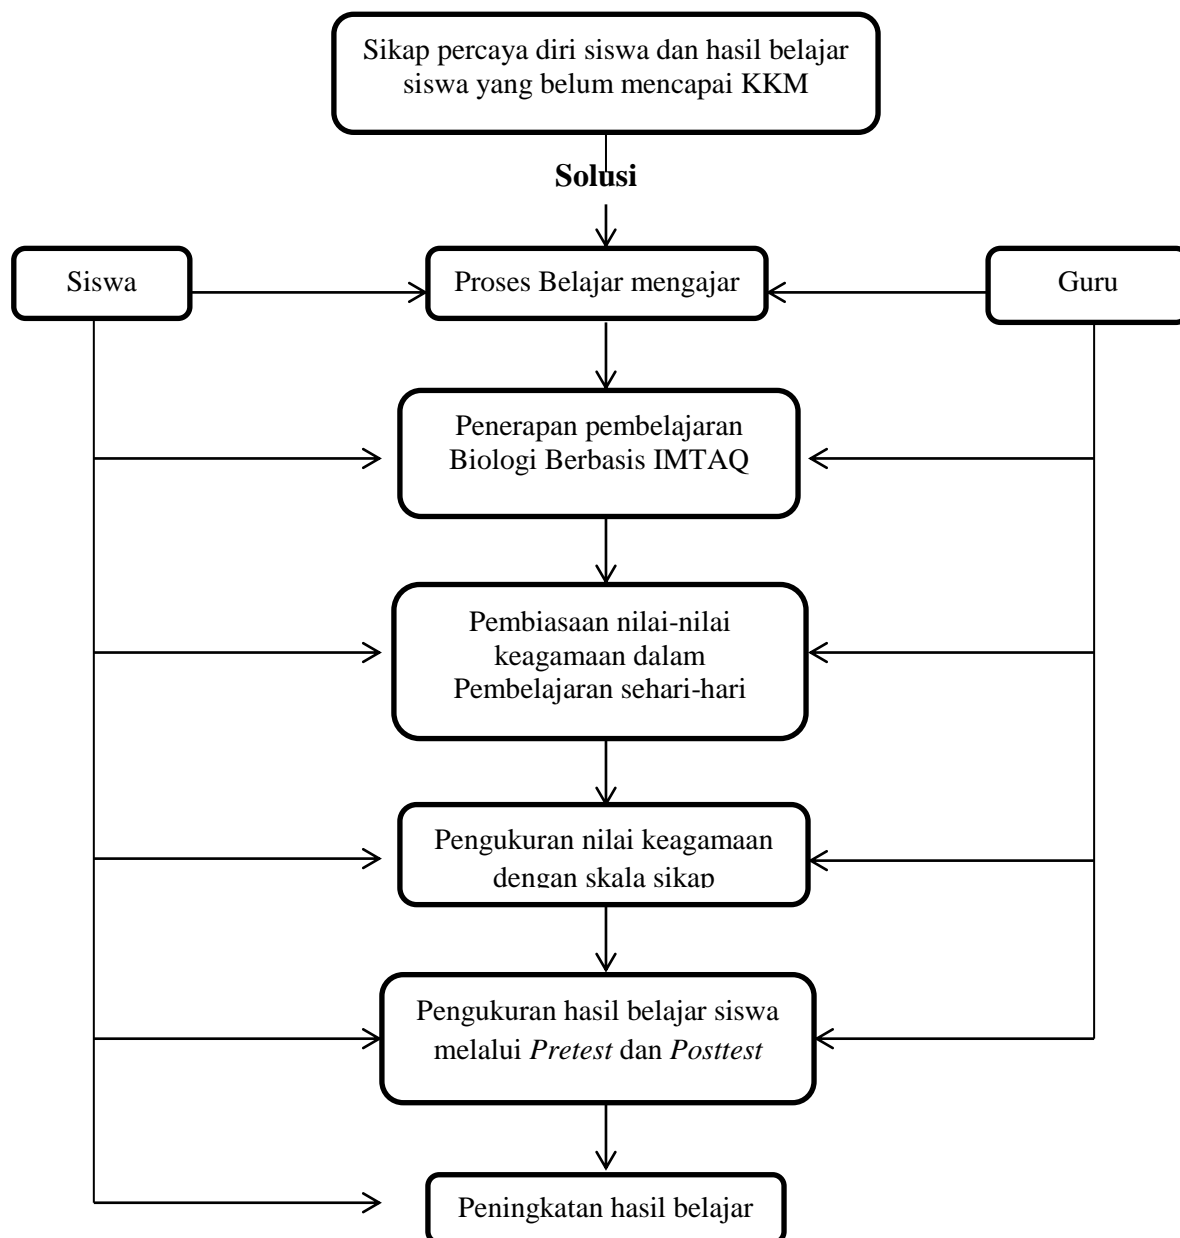 Sikap percaya diri siswa dan hasil belajar
siswa yang belum mencapai KKM
Solusi
Siswa
Proses Belajar mengajar
Guru
Penerapan pembelajaran
Biologi Berbasis IMTAQ
Pembiasaan nilai-nilai
keagamaan dalam
Pembelajaran sehari-hari
Pengukuran nilai keagamaan
dengan skala sikap
Pengukuran hasil belajar siswa
melalui Pretest dan Posttest
Peningkatan hasil belajar